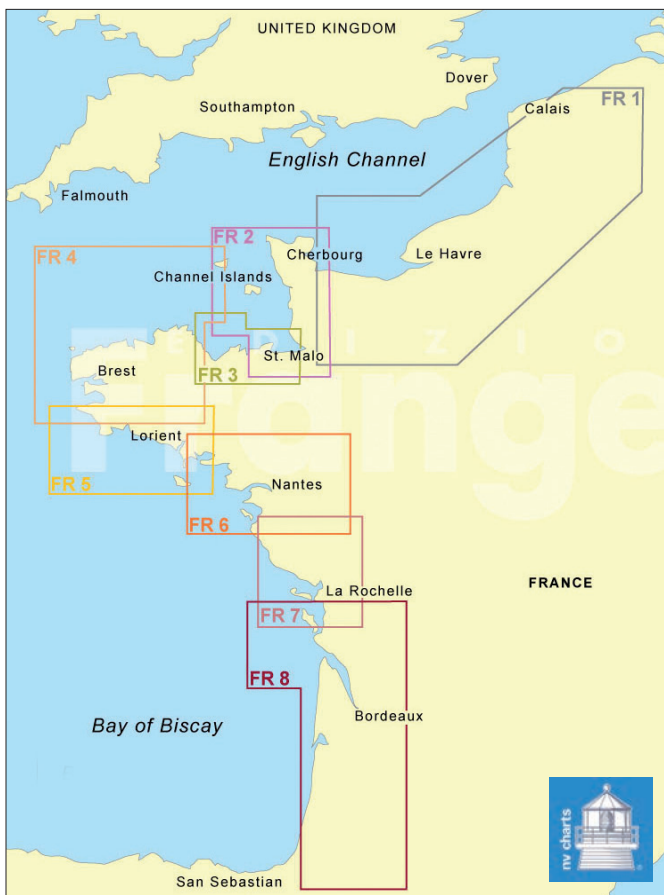 UNITED KINGDOM
Dover
FR 1
Calais
Southampton
English Channel
Falmouth
FR 2
Cherbourg
FR 4
Le Havre
Channel Islands
EDIZIO
Frange
St. Malo
Brest
FR 3
Lorient
FR 5
Nantes
FR 6
FRANCE
La Rochelle
FR 7
FR 8
Bordeaux
Bay of Biscay
nv charts
San Sebastian